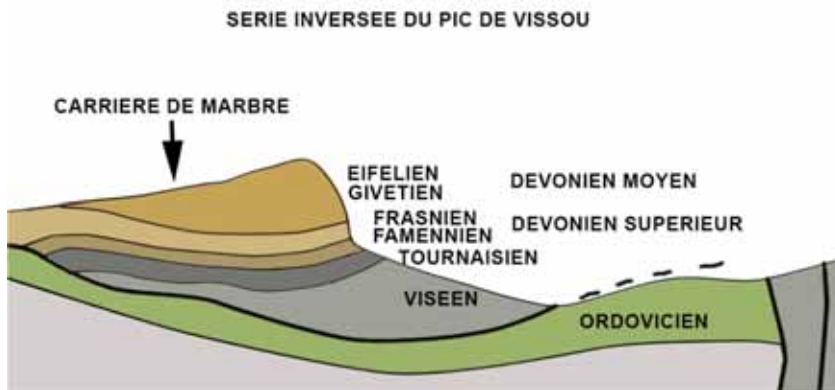 SERIE INVERSEE DU PIC DE VISSOU
CARRIERE DE MARBRE
EIFELIEN
GIVETIEN
DEVONIEN MOYEN
FRASNIEN
FAMENNIEN
DEVONIEN SUPERIEUR
TOURNAISIEN
VISEEN
ORDOVICIEN